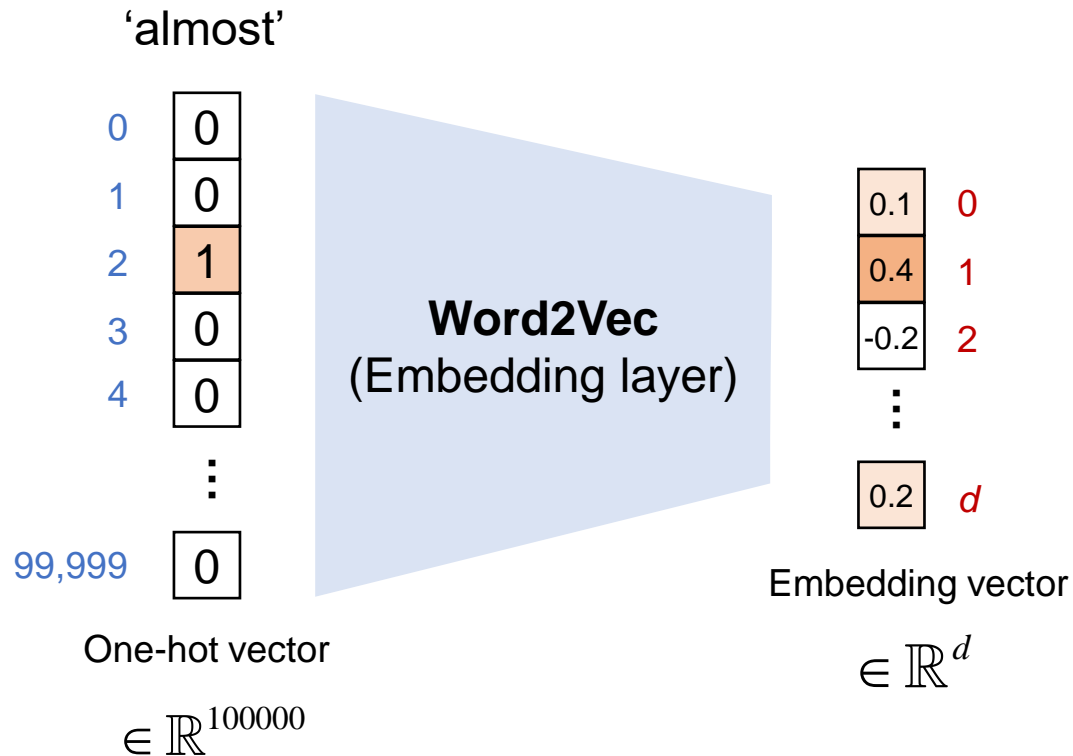 ‘almost’
0 0
1 0
2 1
3 0
4 0
⋮
99,999 0
One-hot vector
∈ ℝ^100000
Word2Vec
(Embedding layer)
0.1 0
0.4 1
-0.2 2
⋮
0.2 d
Embedding vector
∈ ℝ^d